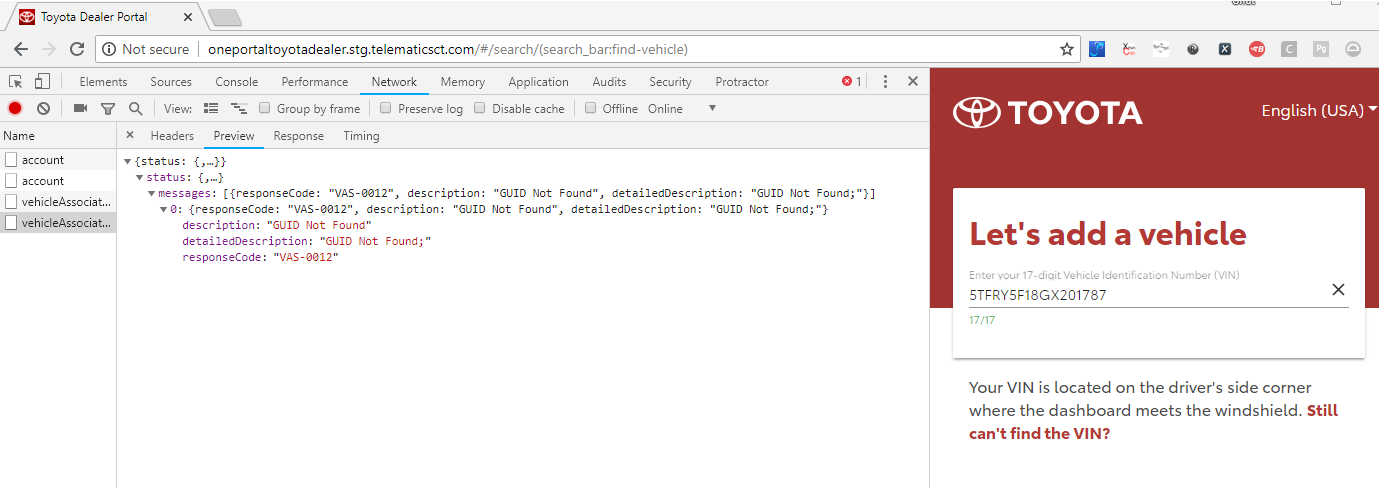 Toyota Dealer Portal
Not secure | oneportaltoyotadealer.stg.telematicsct.com/#/search/(search_bar:find-vehicle)
Elements Sources Console Performance Network Memory Application Audits Security Protractor 1
View: Group by frame Preserve log Disable cache Offline Online
Name
account
account
vehicleAssociat...
vehicleAssociat...
Headers Preview Response Timing
{status: {,…}}
status: {,…}
messages: [{responseCode: "VAS-0012", description: "GUID Not Found", detailedDescription: "GUID Not Found;"}]
0: {responseCode: "VAS-0012", description: "GUID Not Found", detailedDescription: "GUID Not Found;"}
description: "GUID Not Found"
detailedDescription: "GUID Not Found;"
responseCode: "VAS-0012"
TOYOTA
English (USA)
Let's add a vehicle
Enter your 17-digit Vehicle Identification Number (VIN)
5TFRY5F18GX201787
17/17
Your VIN is located on the driver's side corner
where the dashboard meets the windshield. Still
can't find the VIN?